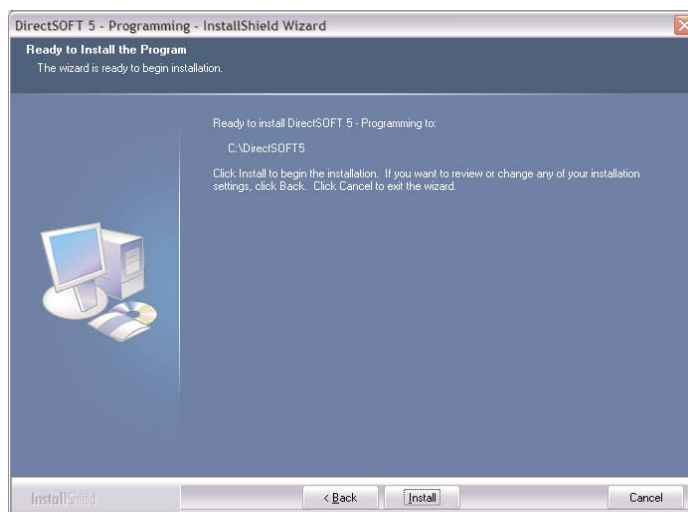 DirectSOFT 5 - Programming - InstallShield Wizard
Ready to Install the Program
The wizard is ready to begin installation.
Ready to install DirectSOFT 5 - Programming to:
C:\DirectSOFT5
Click Install to begin the installation. If you want to review or change any of your installation
settings, click Back. Click Cancel to exit the wizard.
InstallShield
< Back Install Cancel